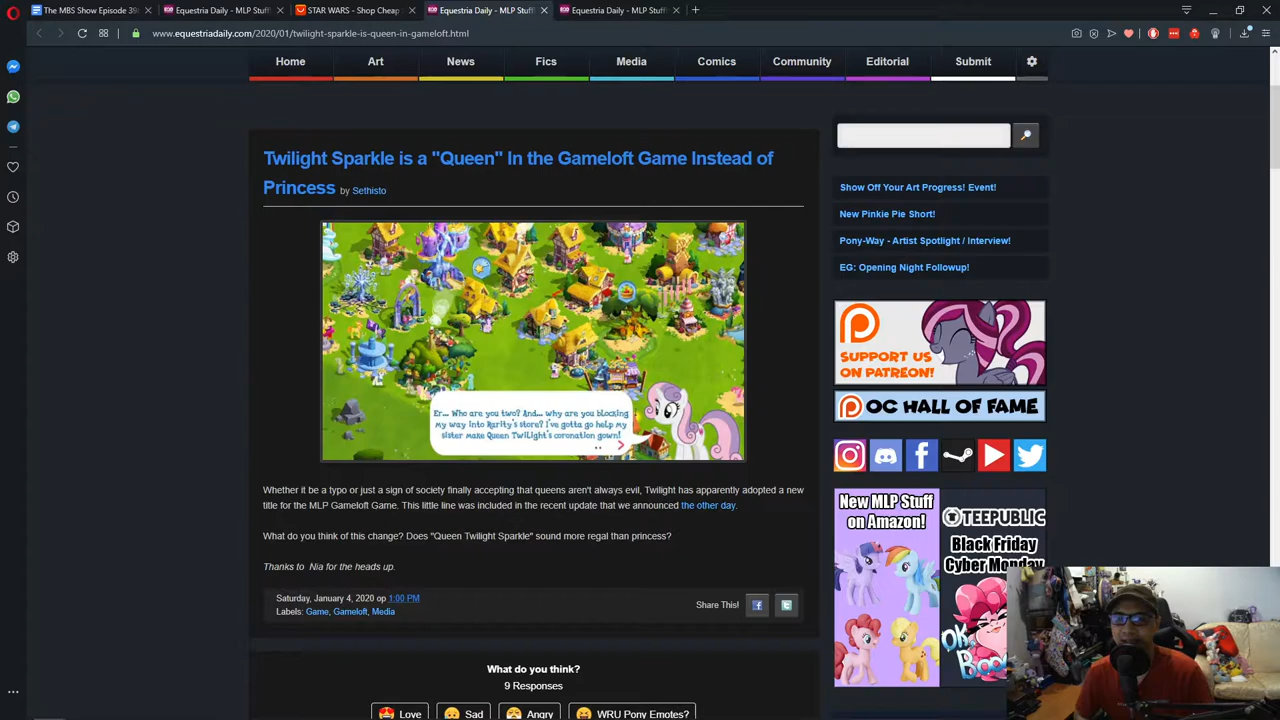 The MBS Show Episode 39
Equestria Daily - MLP Stuff
STAR WARS - Shop Cheap
Equestria Daily - MLP Stuff
Equestria Daily - MLP Stuff
www.equestriadaily.com/2020/01/twilight-sparkle-is-queen-in-gameloft.html
Home
Art
News
Fics
Media
Comics
Community
Editorial
Submit
Twilight Sparkle is a "Queen" In the Gameloft Game Instead of
Princess by Sethisto
Er... Who are you two? And... why are you blocking
my way into Rarity's store? I've gotta go help my
sister make Queen Twilight's coronation gown!
Whether it be a typo or just a sign of society finally accepting that queens aren't always evil, Twilight has apparently adopted a new
title for the MLP Gameloft Game. This little line was included in the recent update that we announced the other day.
What do you think of this change? Does "Queen Twilight Sparkle" sound more regal than princess?
Thanks to  Nia for the heads up.
Saturday, January 4, 2020 op 1:00 PM
Labels: Game, Gameloft, Media
Share This!
What do you think?
9 Responses
Love
Sad
Angry
WRU Pony Emotes?
Show Off Your Art Progress! Event!
New Pinkie Pie Short!
Pony-Way - Artist Spotlight / Interview!
EG: Opening Night Followup!
SUPPORT US
ON PATREON!
OC HALL OF FAME
New MLP Stuff
on Amazon!
TEEPUBLIC
Black Friday
Cyber Monday
OK,